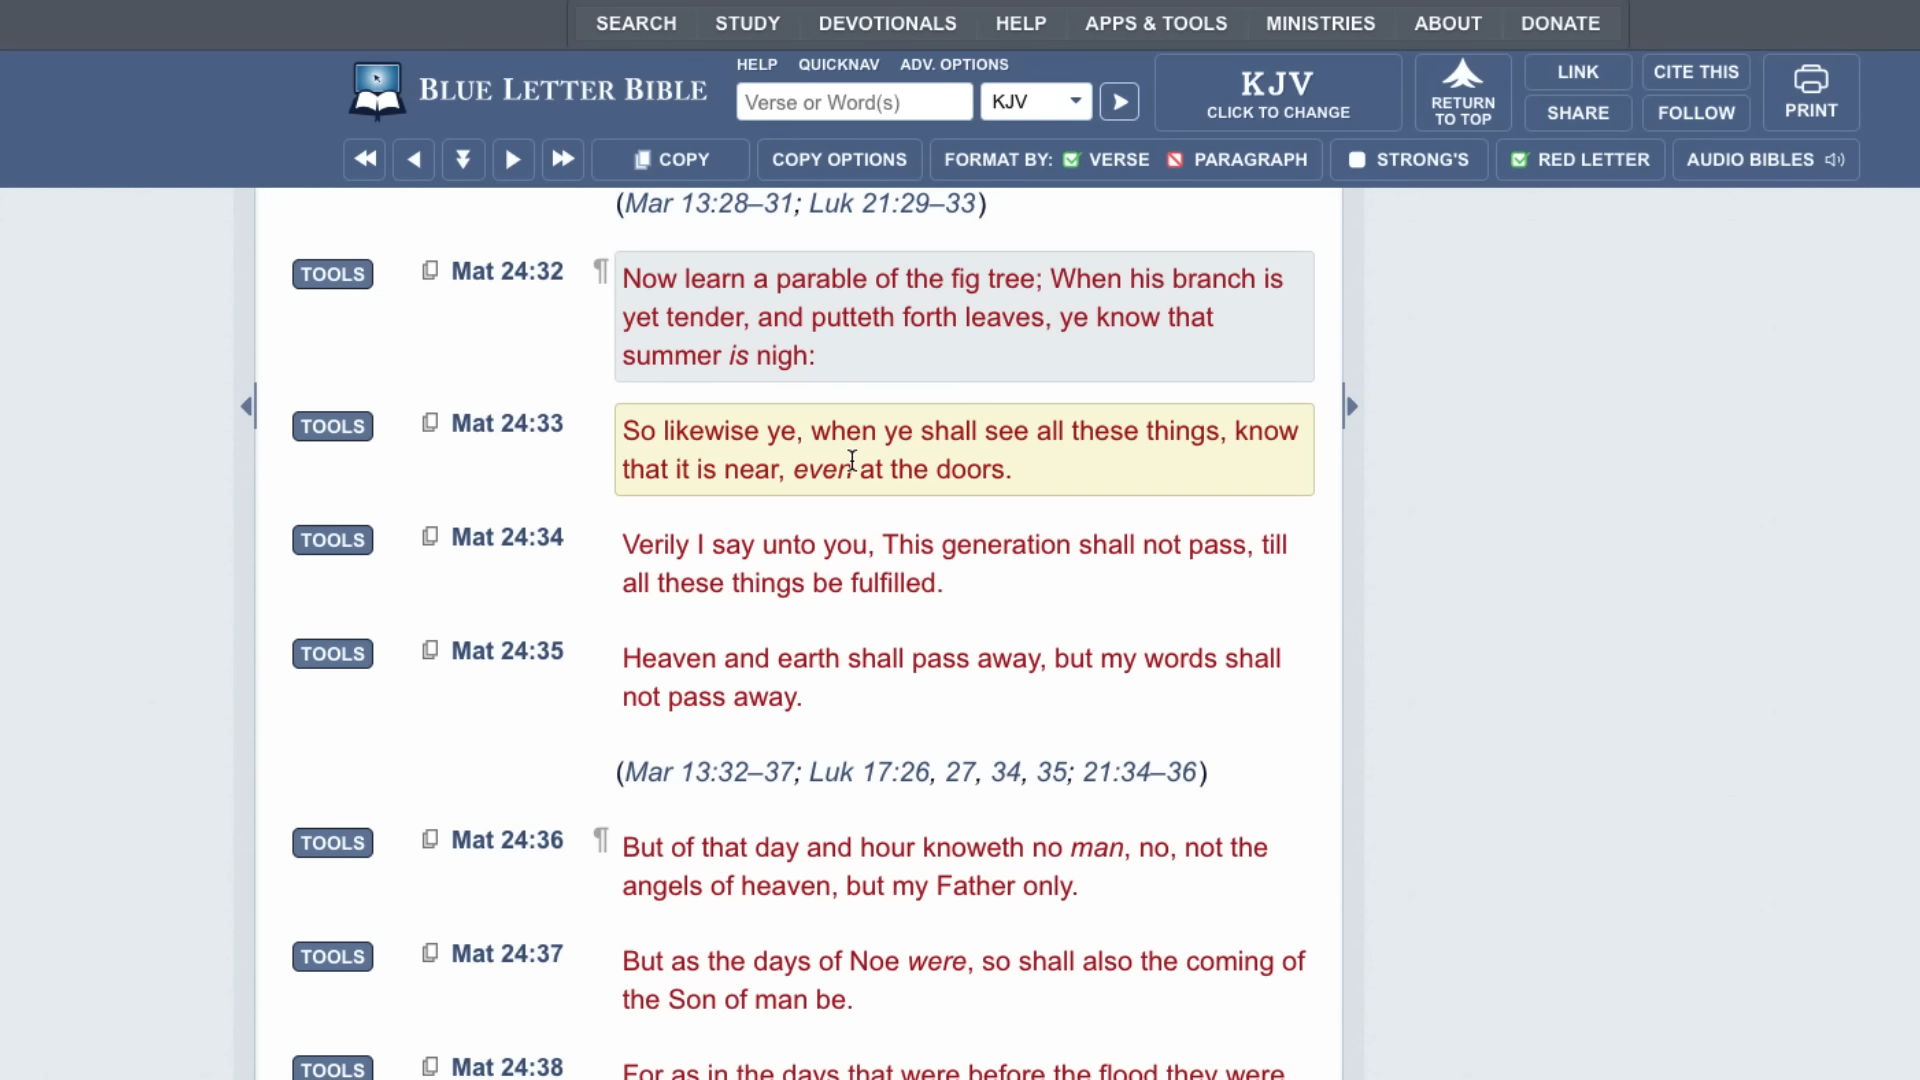 SEARCH STUDY DEVOTIONALS HELP APPS & TOOLS MINISTRIES ABOUT DONATE
BLUE LETTER BIBLE
HELP QUICKNAV ADV. OPTIONS
Verse or Word(s) KJV
KJV
CLICK TO CHANGE
RETURN
TO TOP
LINK CITE THIS
SHARE FOLLOW
PRINT
COPY COPY OPTIONS FORMAT BY: VERSE PARAGRAPH STRONG'S RED LETTER AUDIO BIBLES
(Mar 13:28–31; Luk 21:29–33)
TOOLS Mat 24:32 ¶ Now learn a parable of the fig tree; When his branch is
yet tender, and putteth forth leaves, ye know that
summer is nigh:
TOOLS Mat 24:33 So likewise ye, when ye shall see all these things, know
that it is near, even at the doors.
TOOLS Mat 24:34 Verily I say unto you, This generation shall not pass, till
all these things be fulfilled.
TOOLS Mat 24:35 Heaven and earth shall pass away, but my words shall
not pass away.
(Mar 13:32–37; Luk 17:26, 27, 34, 35; 21:34–36)
TOOLS Mat 24:36 ¶ But of that day and hour knoweth no man, no, not the
angels of heaven, but my Father only.
TOOLS Mat 24:37 But as the days of Noe were, so shall also the coming of
the Son of man be.
TOOLS Mat 24:38 For as in the days that were before the flood they were